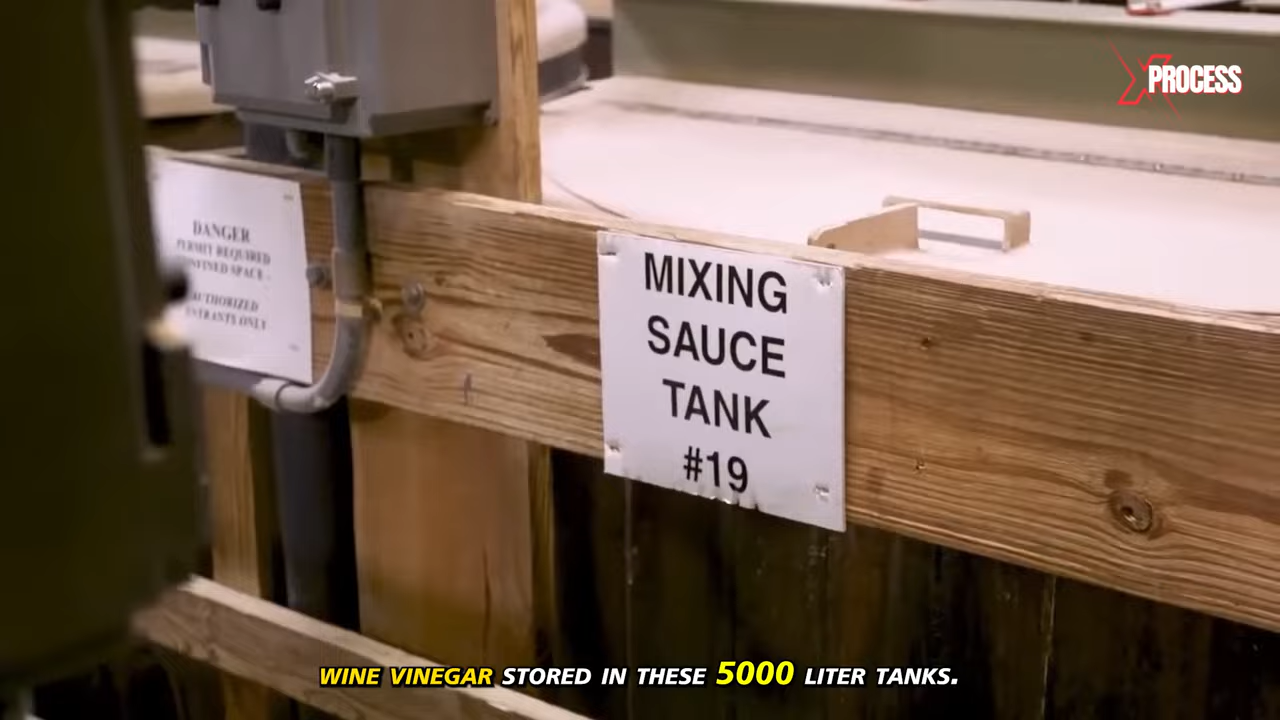 XPROCESS
DANGER
PERMIT REQUIRED
CONFINED SPACE -
AUTHORIZED
ENTRANTS ONLY
MIXING
SAUCE
TANK
#19
WINE VINEGAR STORED IN THESE 5000 LITER TANKS.